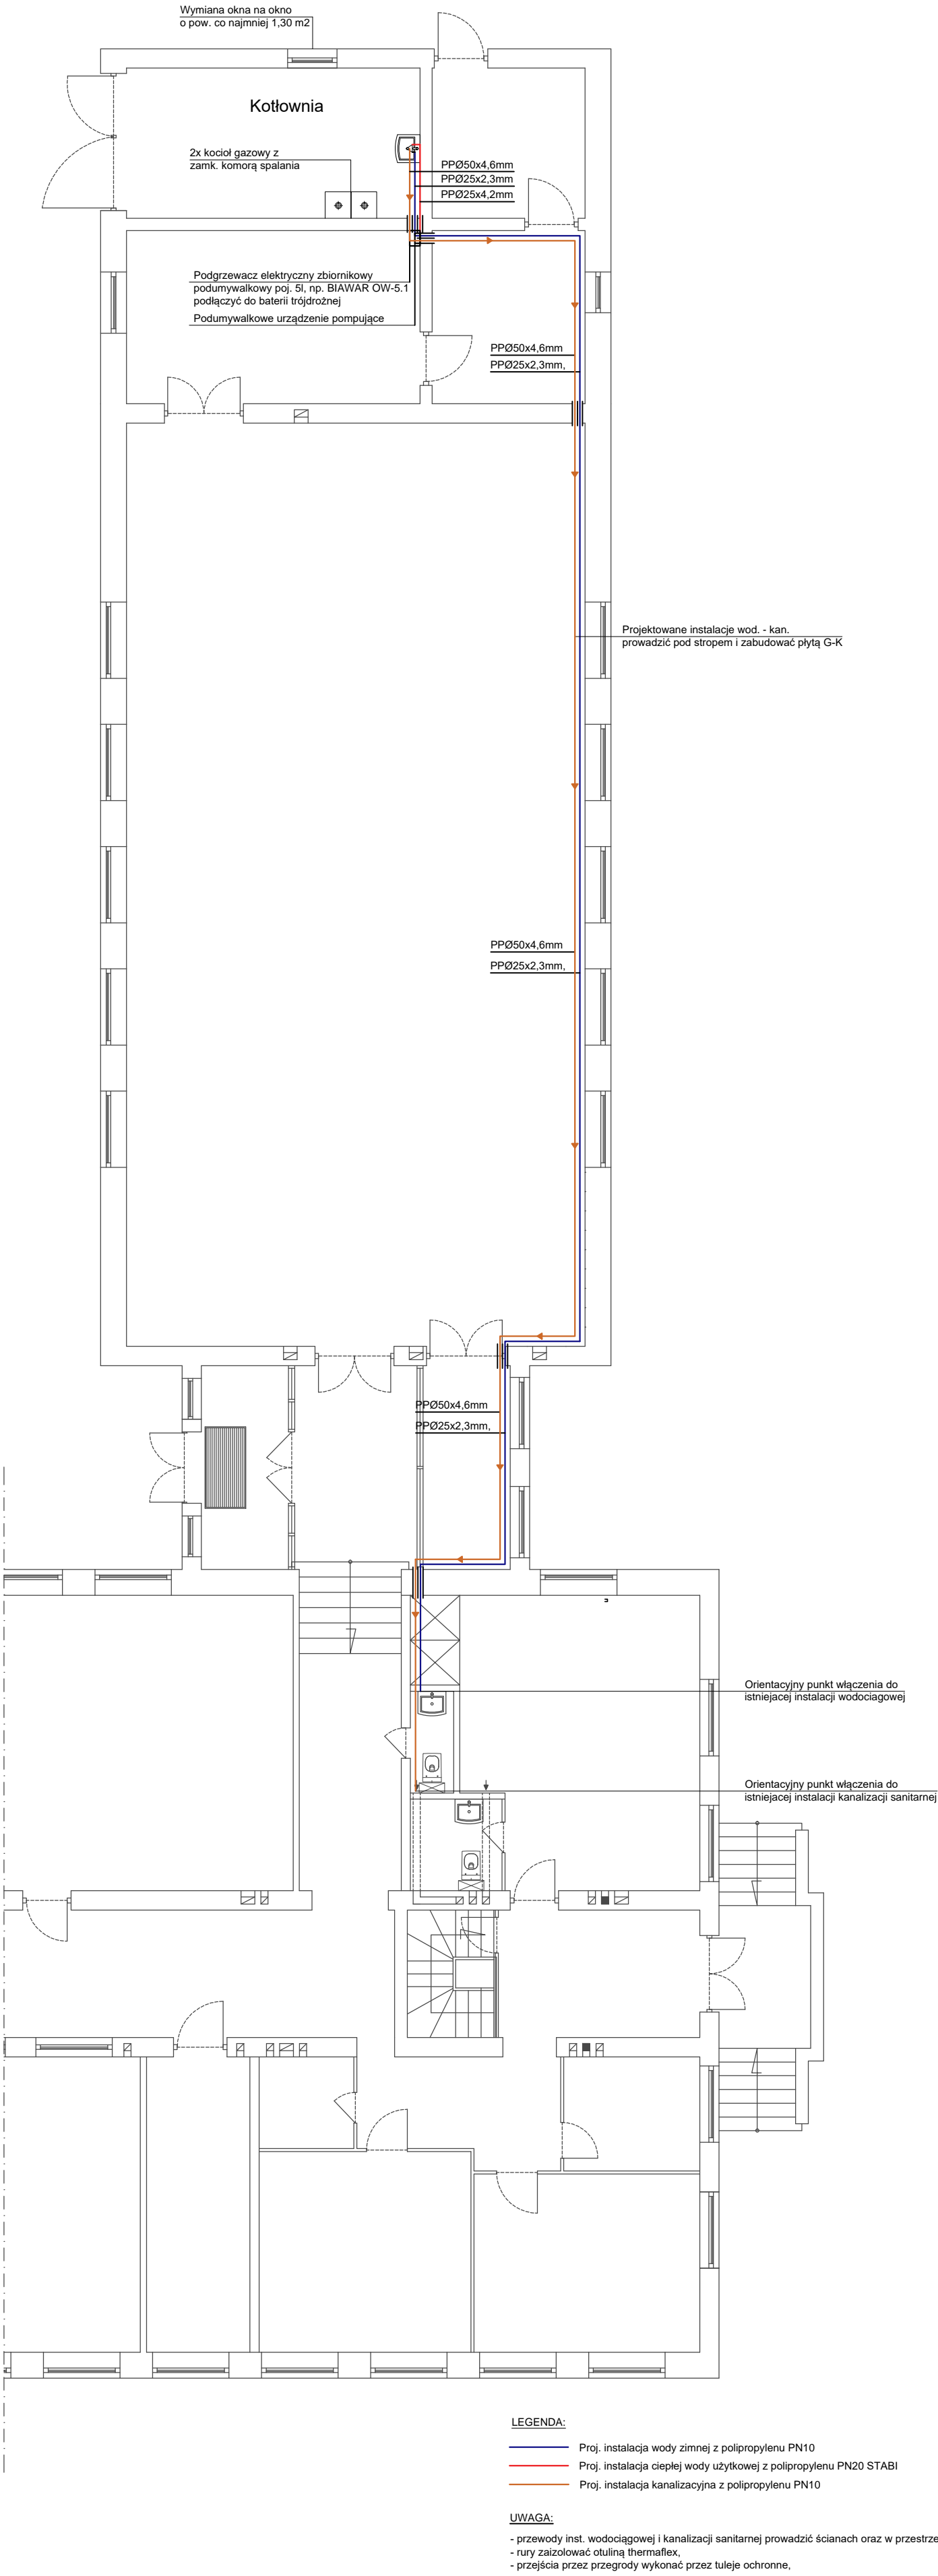 Wymiana okna na okno
o pow. co najmniej 1,30 m2
Kotłownia
2x kocioł gazowy z
zamk. komorą spalania
PPØ50x4,6mm
PPØ25x2,3mm
PPØ25x4,2mm
Podgrzewacz elektryczny zbiornikowy
podumywalkowy poj. 5l, np. BIAWAR OW-5.1
podłączyć do baterii trójdrożnej
Podumywalkowe urządzenie pompujące
PPØ50x4,6mm
PPØ25x2,3mm,
Projektowane instalacje wod. - kan.
prowadzić pod stropem i zabudować płytą G-K
PPØ50x4,6mm
PPØ25x2,3mm,
PPØ50x4,6mm
PPØ25x2,3mm,
Orientacyjny punkt włączenia do
istniejacej instalacji wodociagowej
Orientacyjny punkt włączenia do
istniejacej instalacji kanalizacji sanitarnej
LEGENDA:
Proj. instalacja wody zimnej z polipropylenu PN10
Proj. instalacja ciepłej wody użytkowej z polipropylenu PN20 STABI
Proj. instalacja kanalizacyjna z polipropylenu PN10
UWAGA:
- przewody inst. wodociągowej i kanalizacji sanitarnej prowadzić ścianach oraz w przestrze
- rury zaizolować otuliną thermaflex,
- przejścia przez przegrody wykonać przez tuleje ochronne,